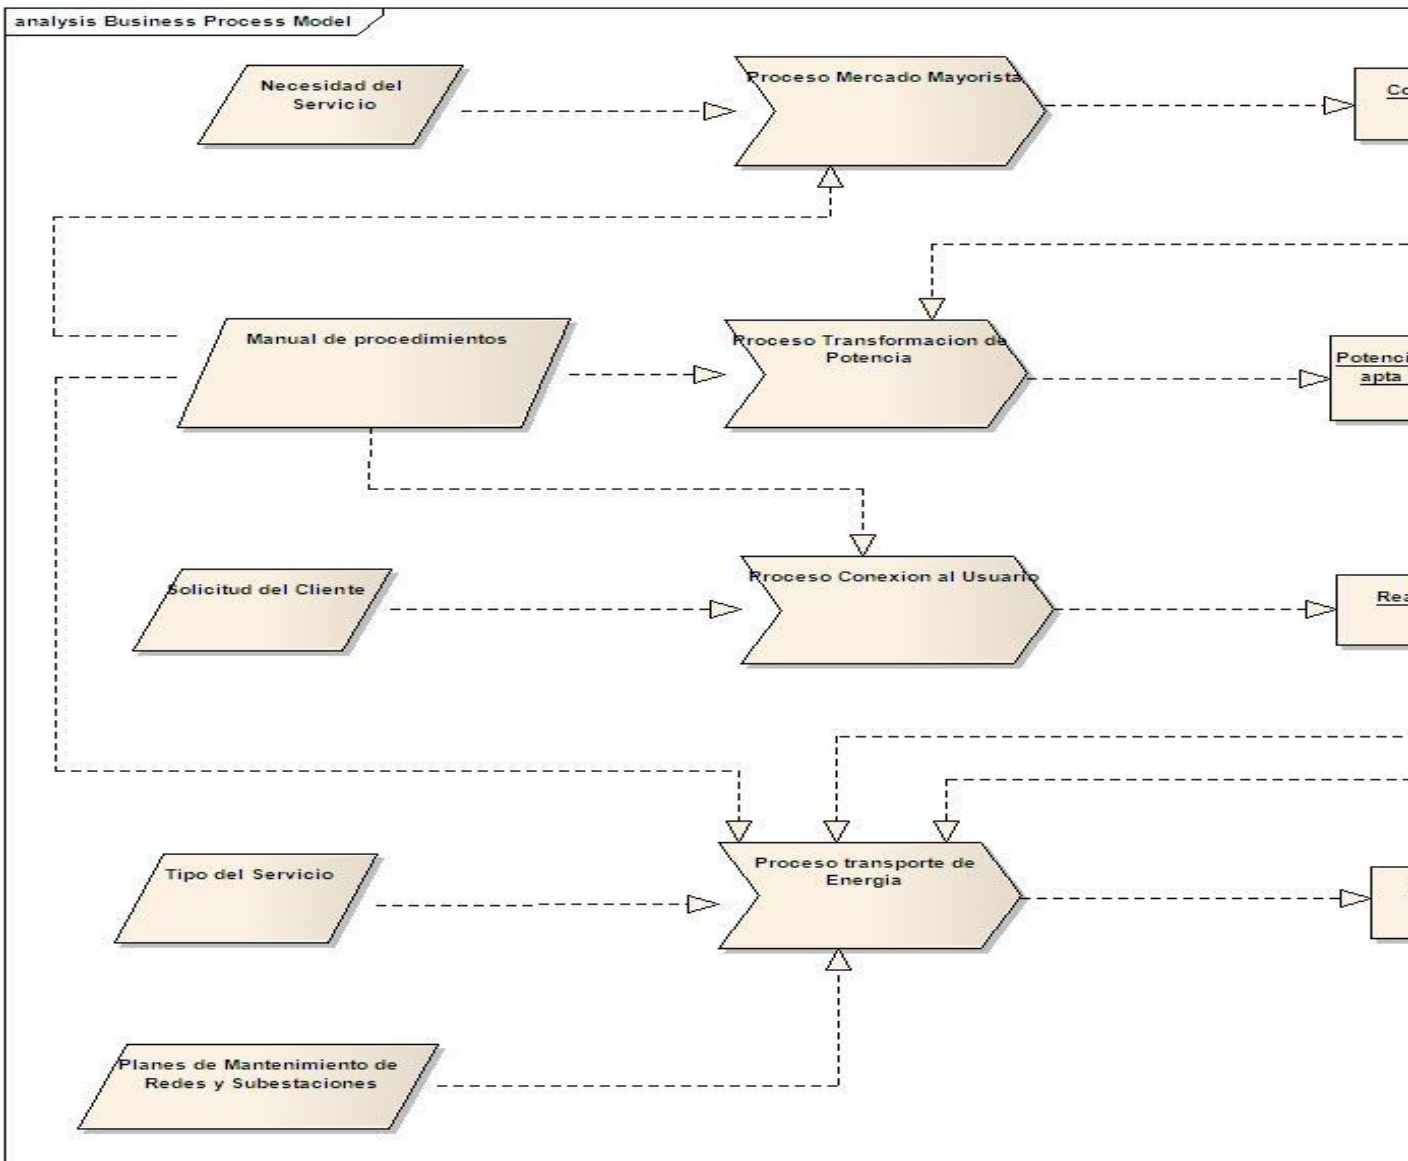 analysis Business Process Model
Necesidad del
Servicio
Proceso Mercado Mayorista
Manual de procedimientos
Proceso Transformacion de
Potencia
apta
Solicitud del Cliente
Proceso Conexion al Usuario
Tipo del Servicio
Proceso transporte de
Energia
Planes de Mantenimiento de
Redes y Subestaciones